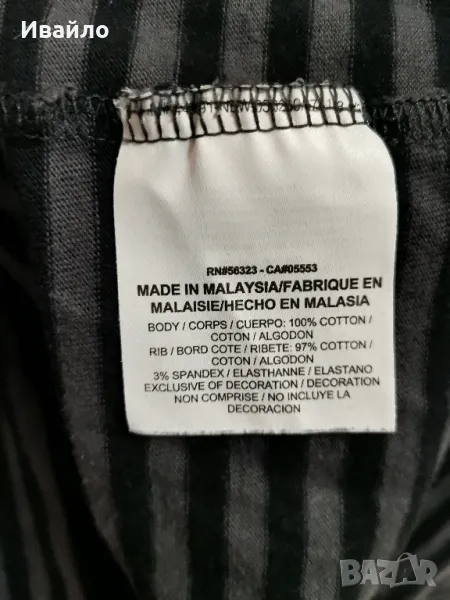 Ивайло
RN#56323 - CA#05553
MADE IN MALAYSIA/FABRIQUE EN
MALAISIE/HECHO EN MALASIA
BODY / CORPS / CUERPO: 100% COTTON /
COTON / ALGODON
RIB / BORD COTE / RIBETE: 97% COTTON /
COTON / ALGODON
3% SPANDEX / ELASTHANNE / ELASTANO
EXCLUSIVE OF DECORATION / DECORATION
NON COMPRISE / NO INCLUYE LA
DECORACION
bazar